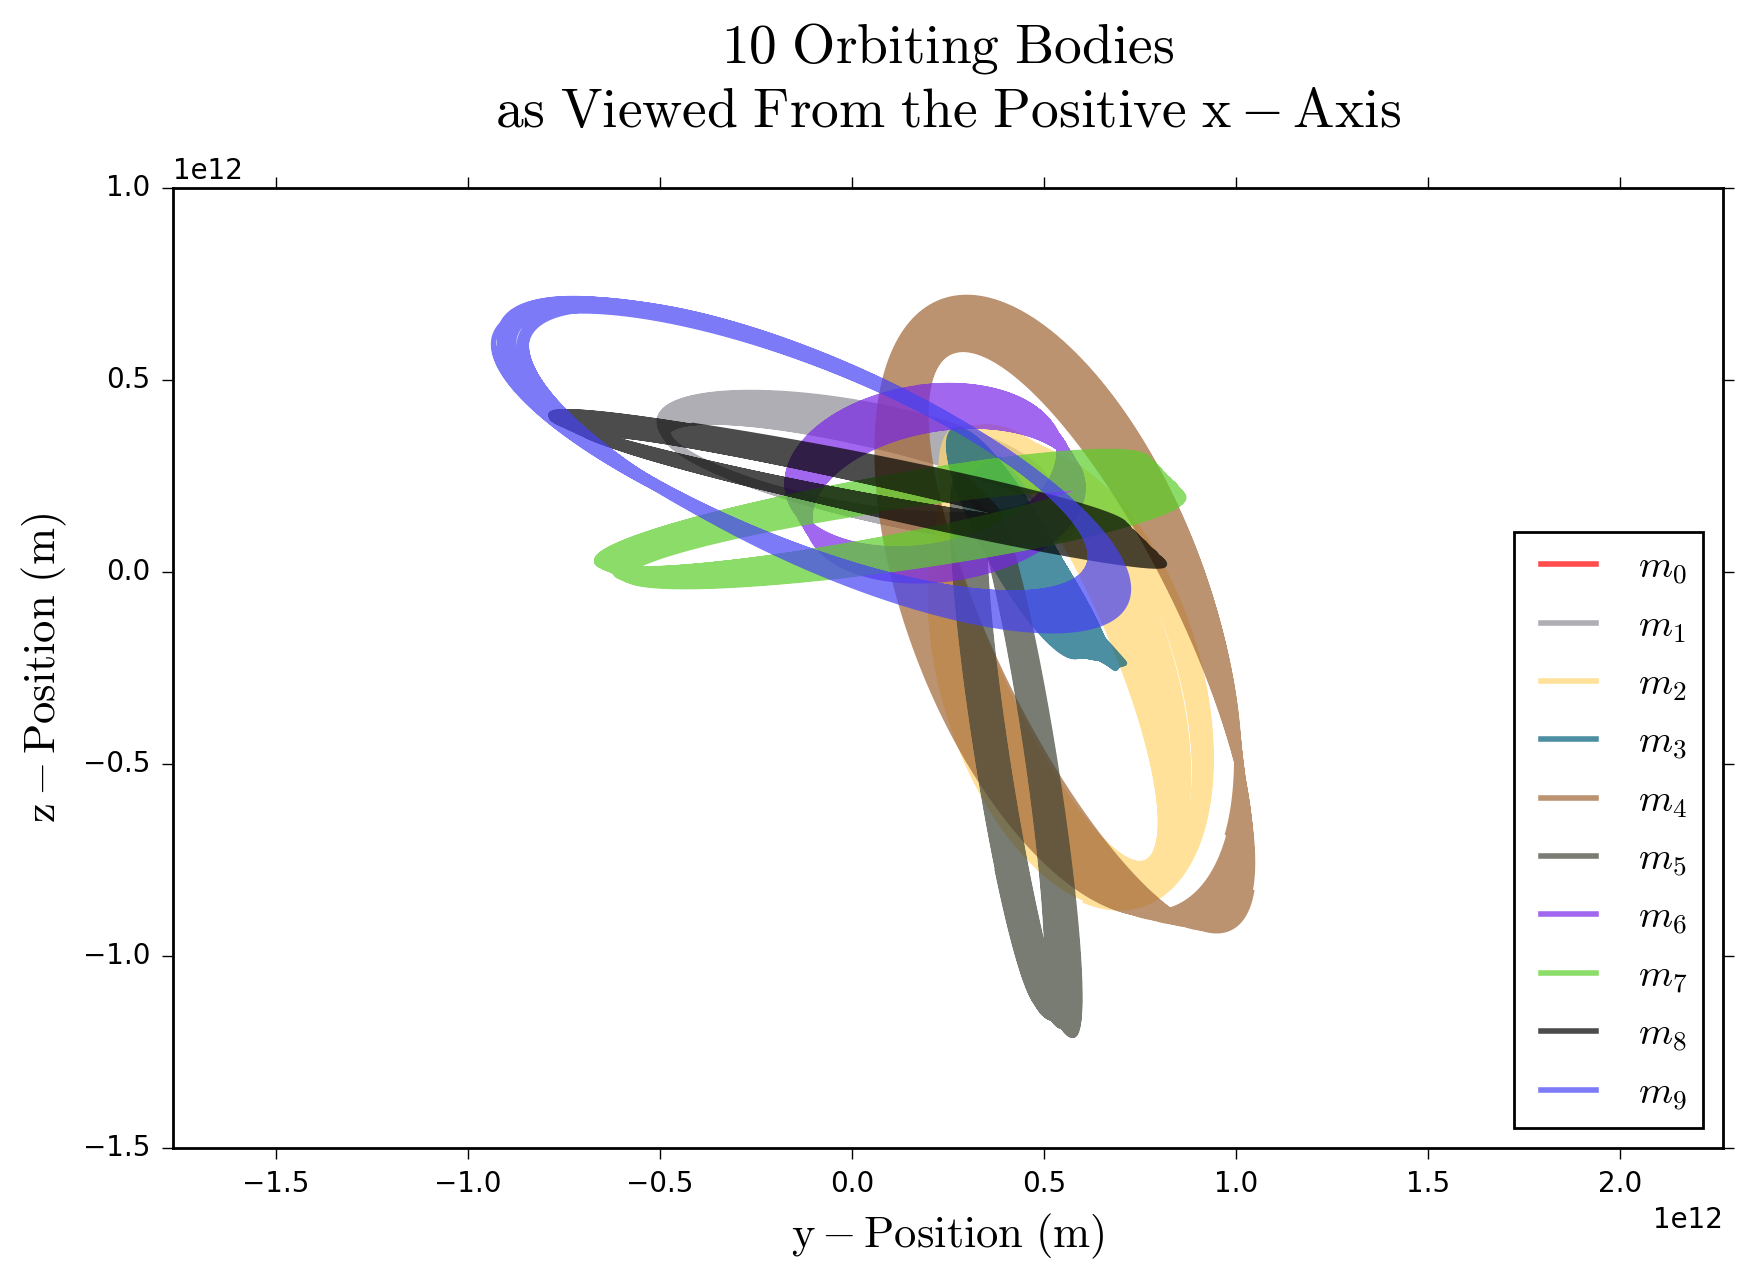 10 Orbiting Bodies
as Viewed From the Positive x − Axis
1e12
1.0
0.5
0.0
−0.5
−1.0
−1.5
z − Position (m)
−1.5 −1.0 −0.5 0.0 0.5 1.0 1.5 2.0
1e12
y − Position (m)
m₀
m₁
m₂
m₃
m₄
m₅
m₆
m₇
m₈
m₉